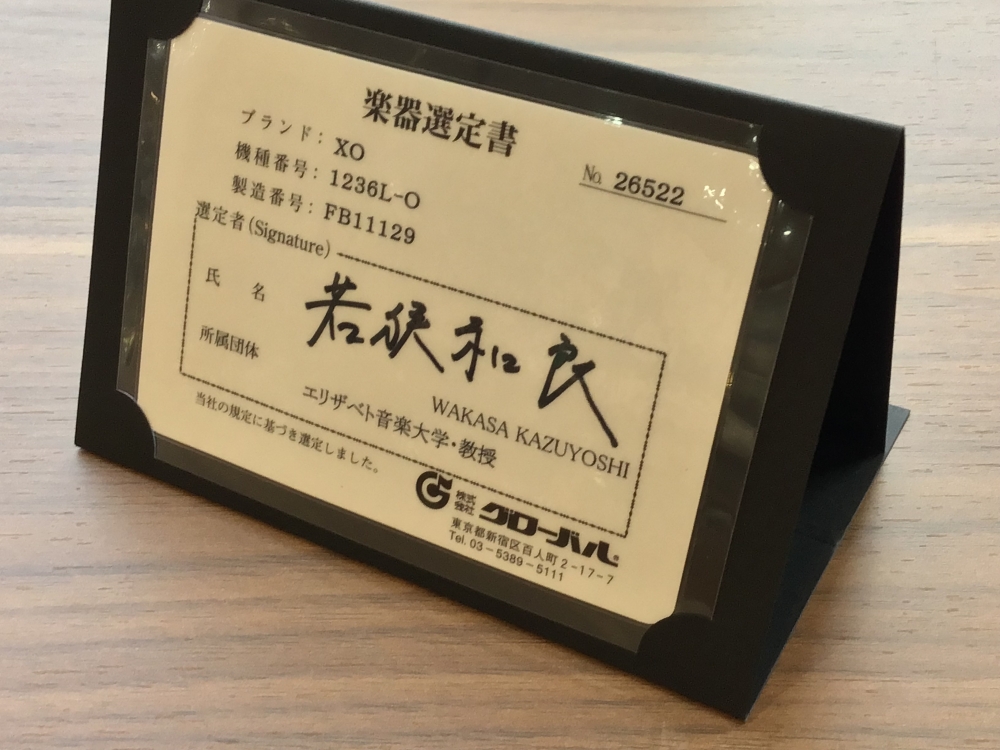 楽器選定書
ブランド: XO
機種番号: 1236L-O
製造番号: FB11129
No. 26522
選定者(Signature)
氏 名
若狹和良
WAKASA KAZUYOSHI
所属団体
エリザベト音楽大学・教授
当社の規定に基づき選定しました。
株式会社 グローバル
東京都新宿区百人町2-17-7
Tel. 03-5389-5111